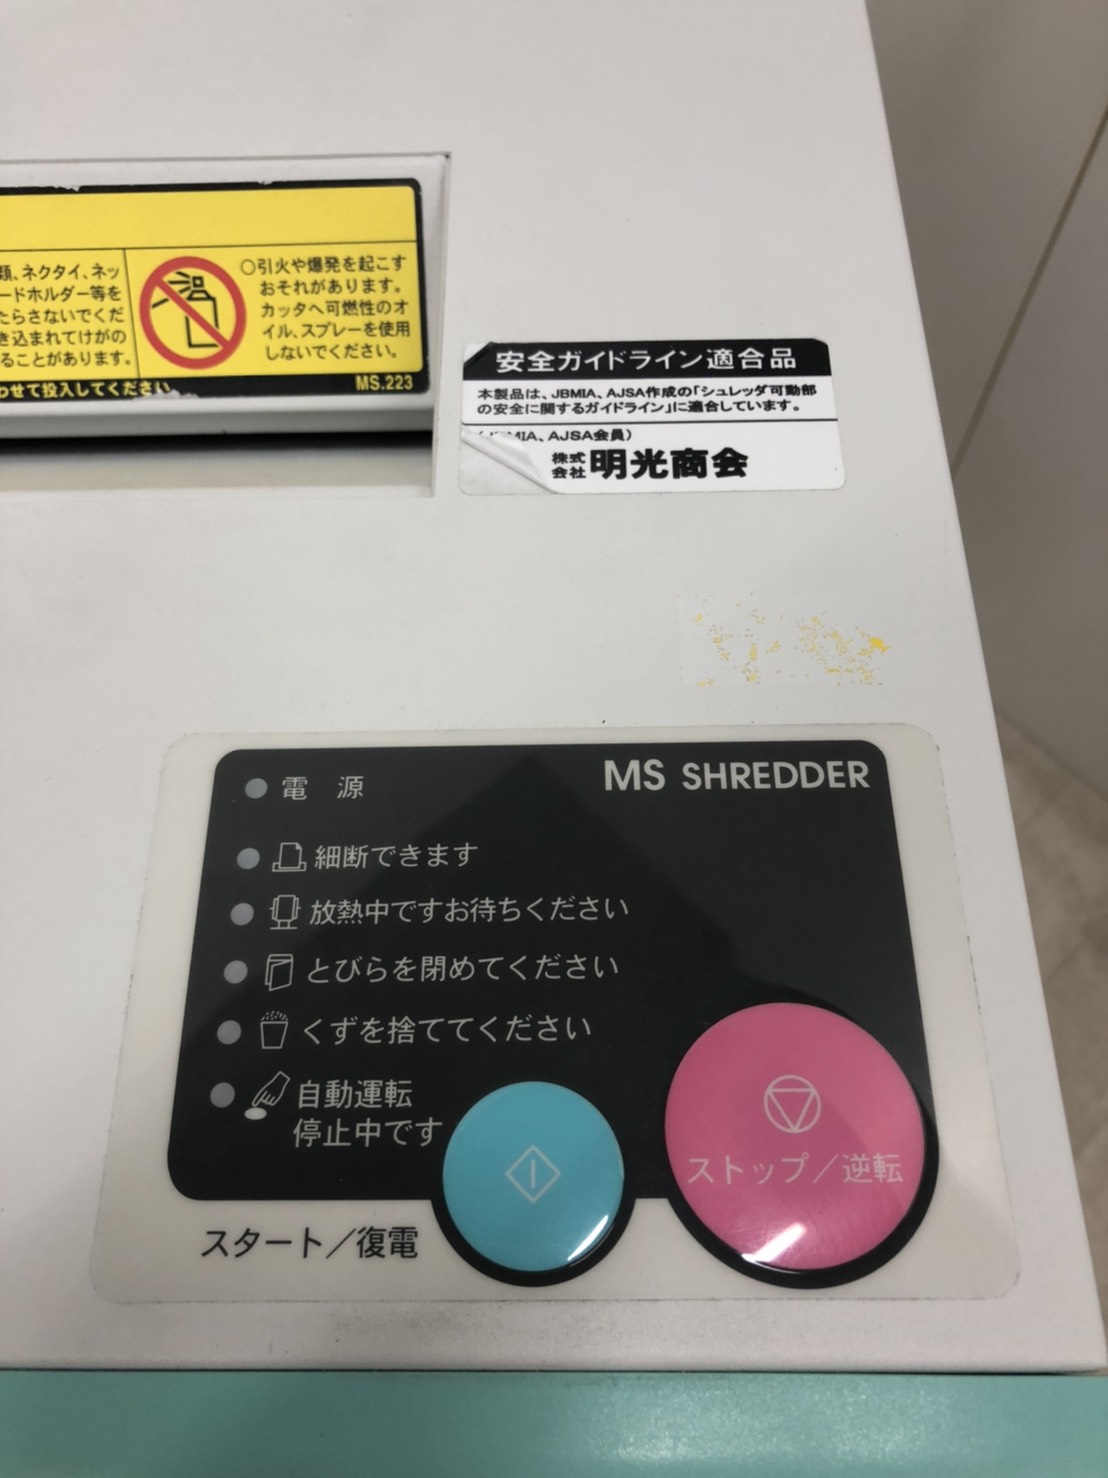 類、ネクタイ、ネッ
ードホルダー等を
たらさないでくだ
き込まれてけがの
ることがあります。
○引火や爆発を起こす
おそれがあります。
カッタへ可燃性のオ
イル、スプレーを使用
しないでください。
わせて投入してください
MS.223
安全ガイドライン適合品
本製品は、JBMIA、AJSA作成の「シュレッダ可動部
の安全に関するガイドライン」に適合しています。
(JBMIA、AJSA会員)
株式会社 明光商会
MS SHREDDER
電 源
細断できます
放熱中ですお待ちください
とびらを閉めてください
くずを捨ててください
自動運転
停止中です
ストップ/逆転
スタート/復電